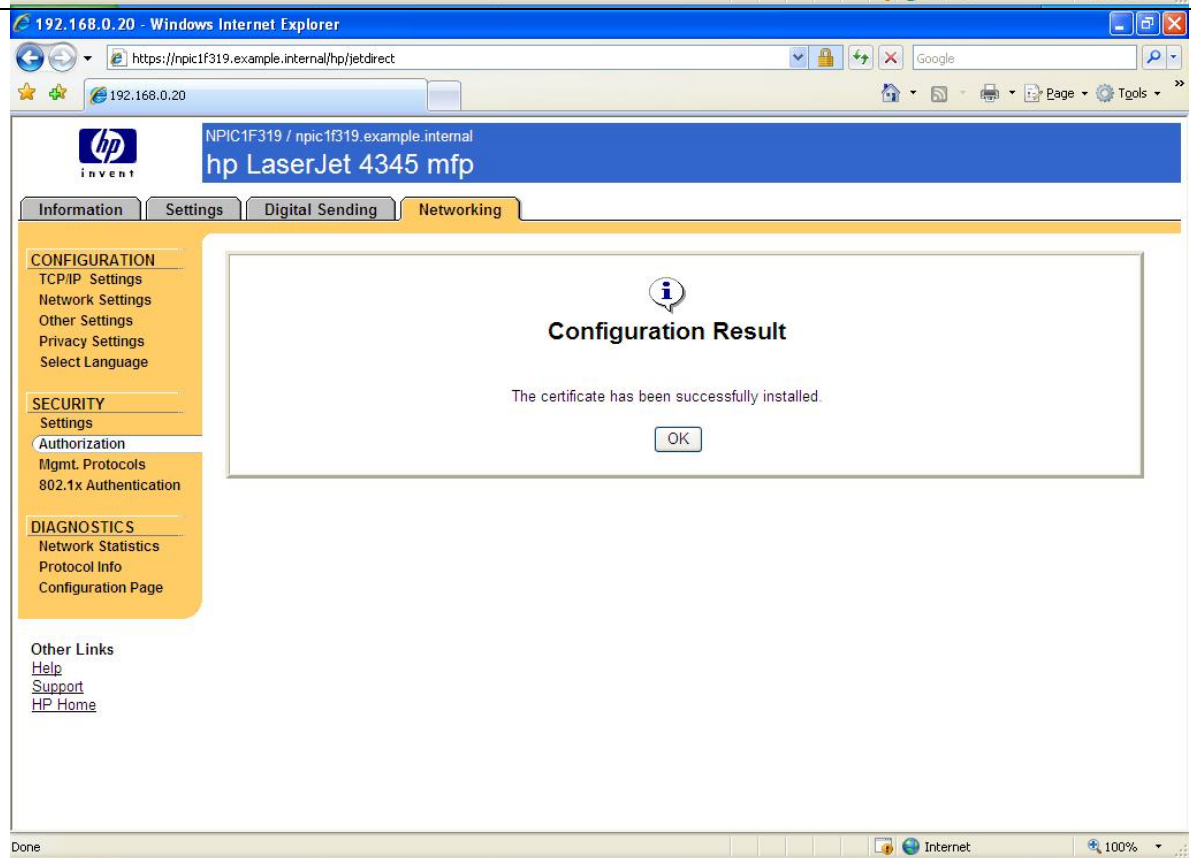 192.168.0.20 - Windows Internet Explorer
https://npic1f319.example.internal/hp/jetdirect
Google
192.168.0.20
Page
Tools
»
hp
invent
NPIC1F319 / npic1f319.example.internal
hp LaserJet 4345 mfp
Information
Settings
Digital Sending
Networking
CONFIGURATION
TCP/IP Settings
Network Settings
Other Settings
Privacy Settings
Select Language
SECURITY
Settings
Authorization
Mgmt. Protocols
802.1x Authentication
DIAGNOSTICS
Network Statistics
Protocol Info
Configuration Page
Other Links
Help
Support
HP Home
i
Configuration Result
The certificate has been successfully installed.
OK
Done
Internet
100%